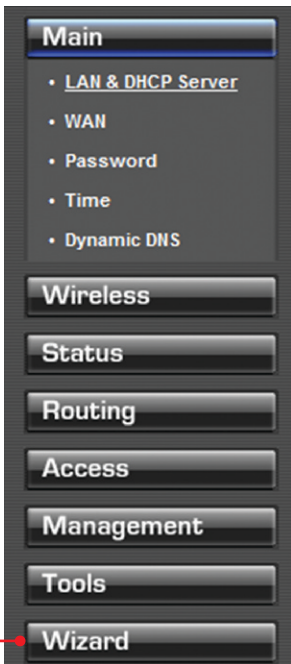 Main
• LAN & DHCP Server
• WAN
• Password
• Time
• Dynamic DNS
Wireless
Status
Routing
Access
Management
Tools
Wizard